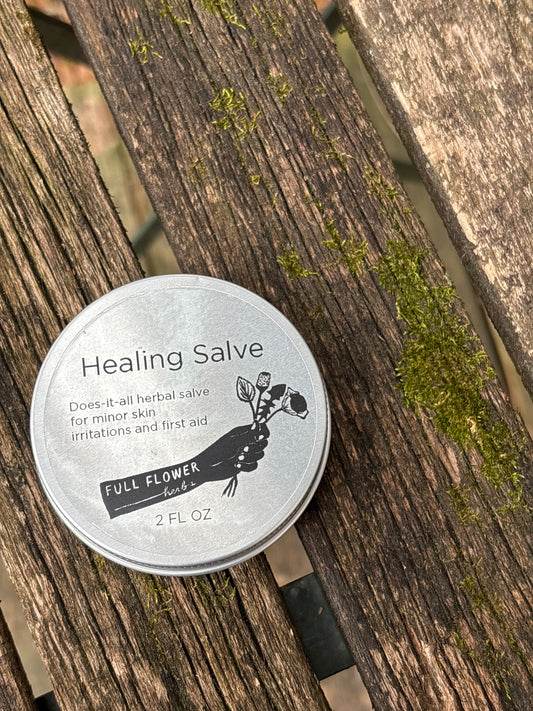 Healing Salve
Does-it-all herbal salve
for minor skin
irritations and first aid
FULL FLOWER
herbs
2 FL OZ